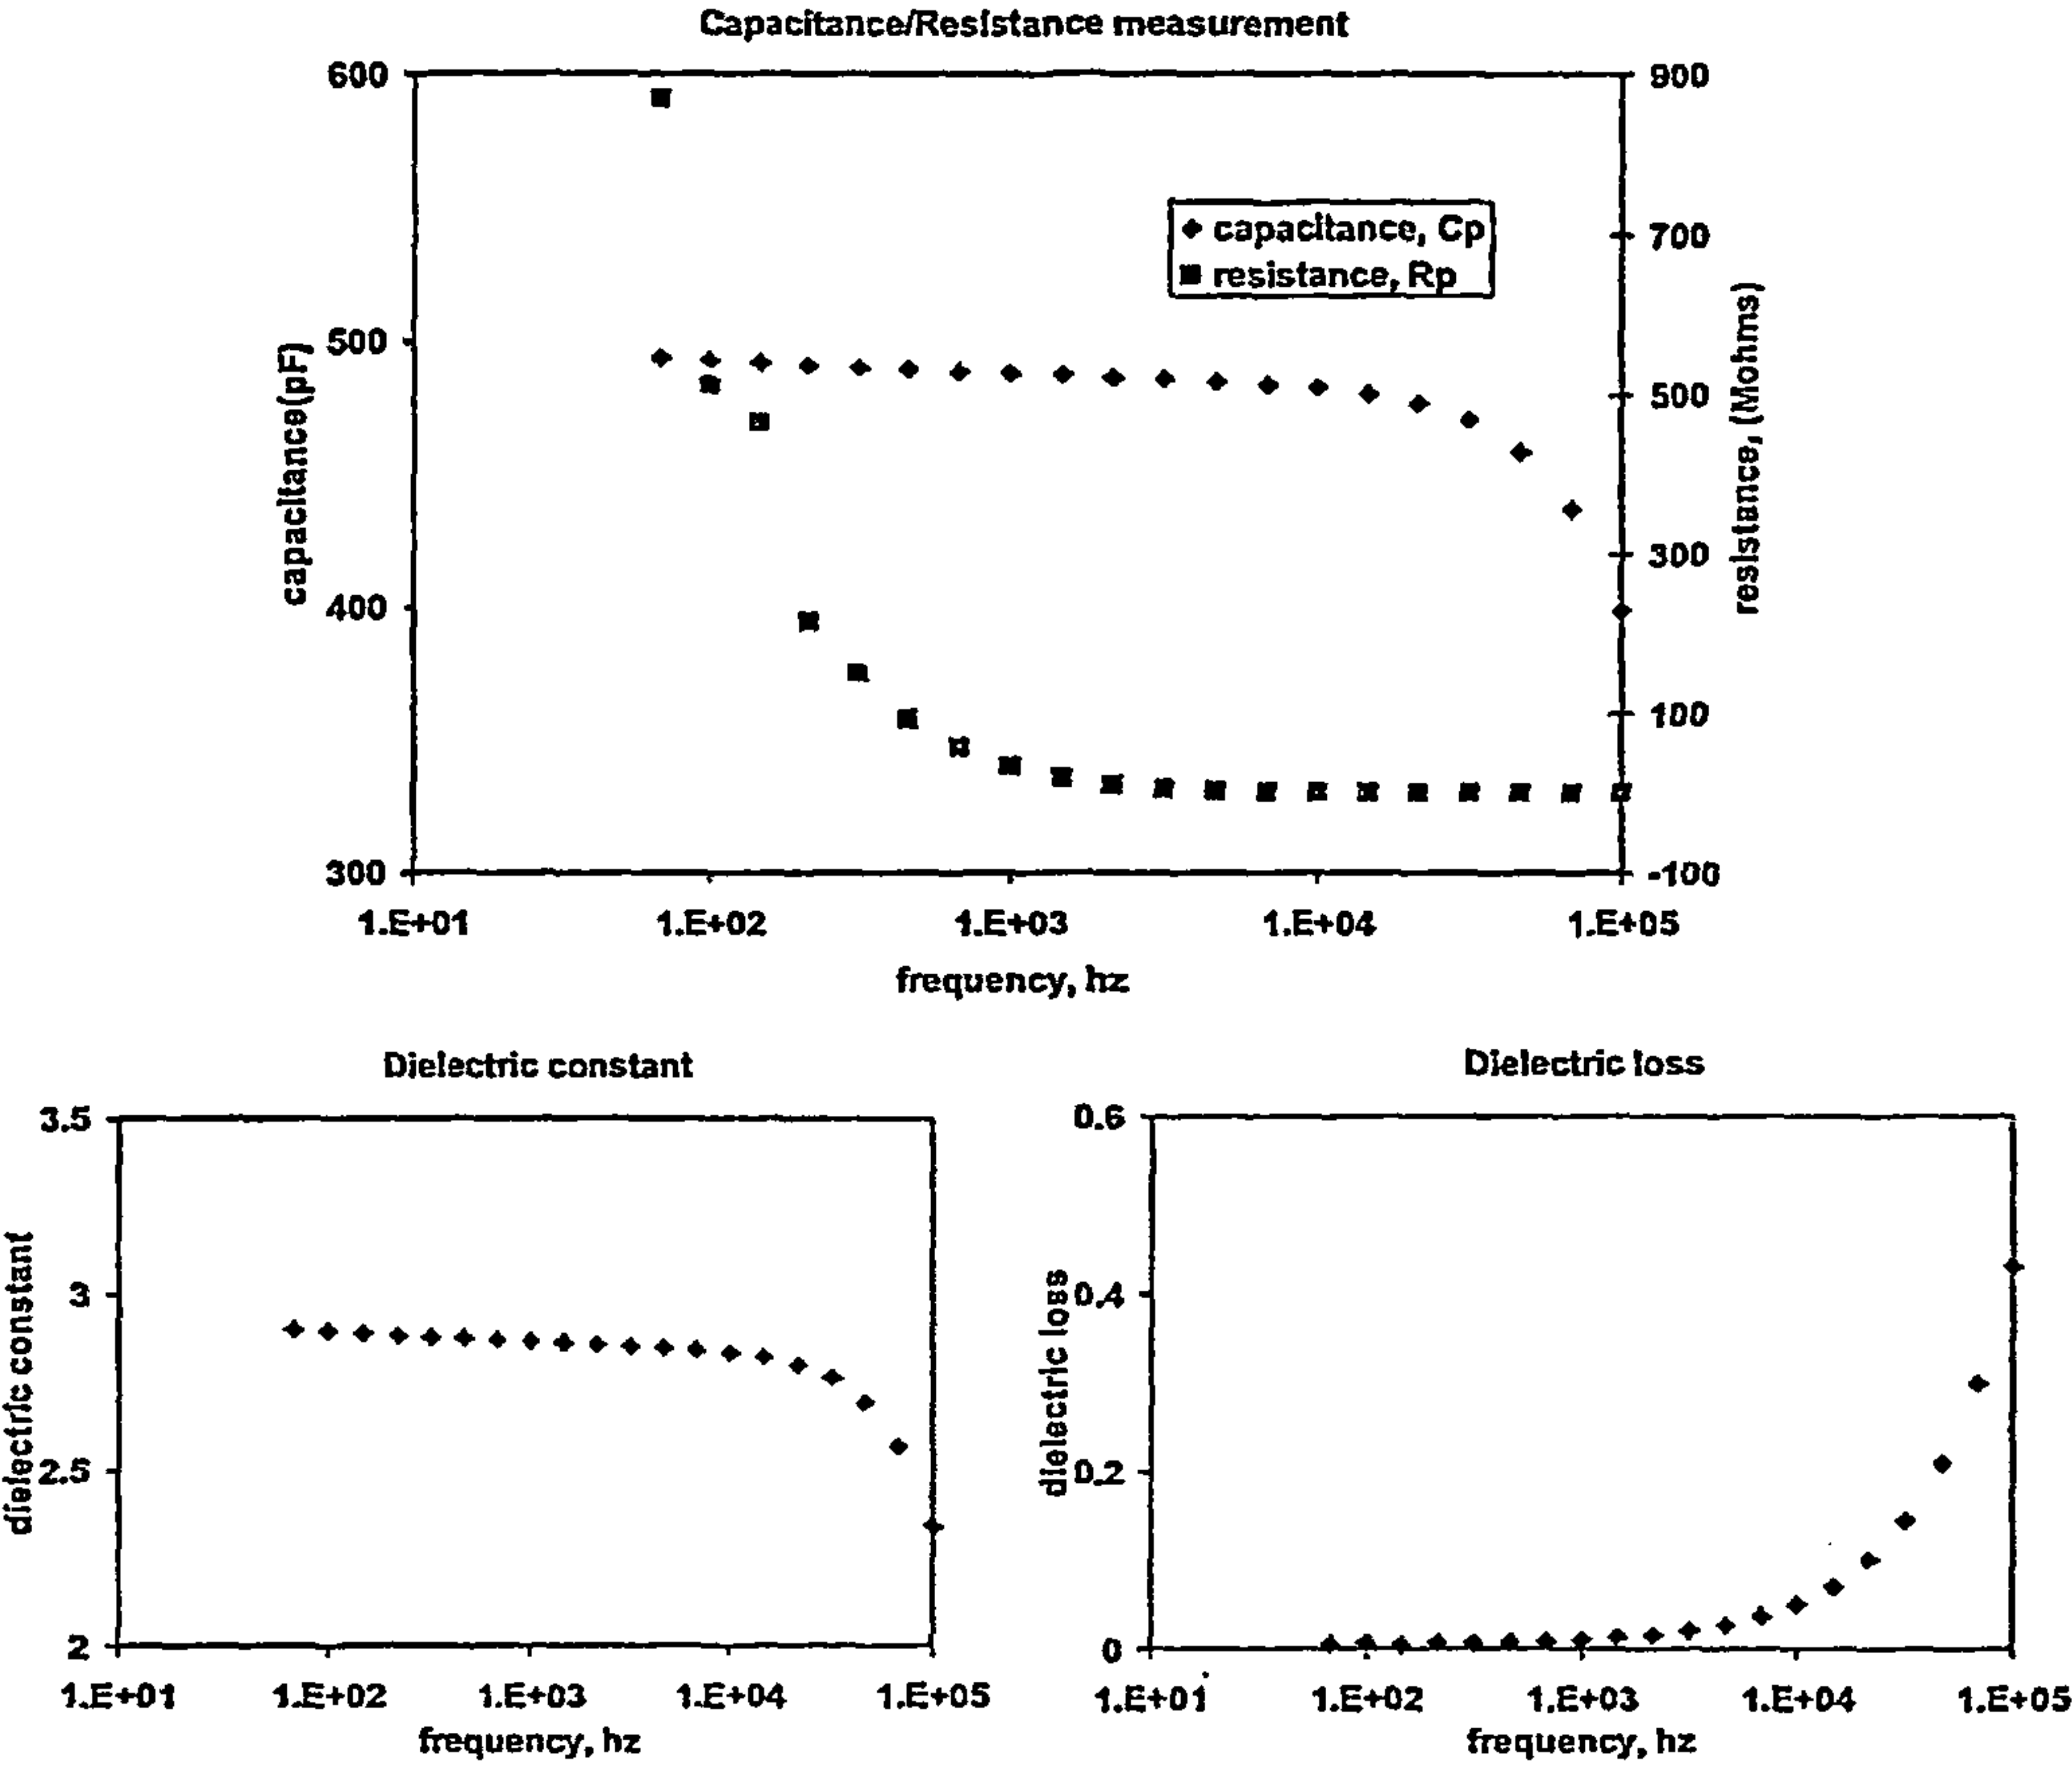 Capacitance/Resistance measurement
600
500
400
300
capacitance(pF)
900
700
500
300
100
-100
resistance, (Mohms)
capacitance, Cp
resistance, Rp
1.E+01 1.E+02 1.E+03 1.E+04 1.E+05
frequency, hz
Dielectric constant
3.5
3
2.5
2
dielectric constant
1.E+01 1.E+02 1.E+03 1.E+04 1.E+05
frequency, hz
Dielectric loss
0.6
0.4
0.2
0
dielectric loss
1.E+01 1.E+02 1.E+03 1.E+04 1.E+05
frequency, hz